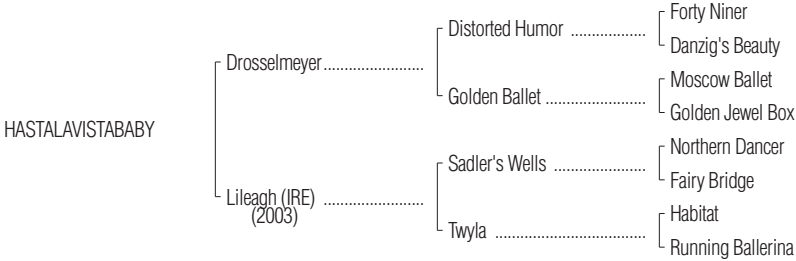 Forty Niner
Distorted Humor ..................
Danzig's Beauty
Drosselmeyer........................
Moscow Ballet
Golden Ballet ........................
Golden Jewel Box
HASTALAVISTABABY
Northern Dancer
Sadler's Wells ......................
Fairy Bridge
Lileagh (IRE) ........................
(2003)
Habitat
Twyla ....................................
Running Ballerina